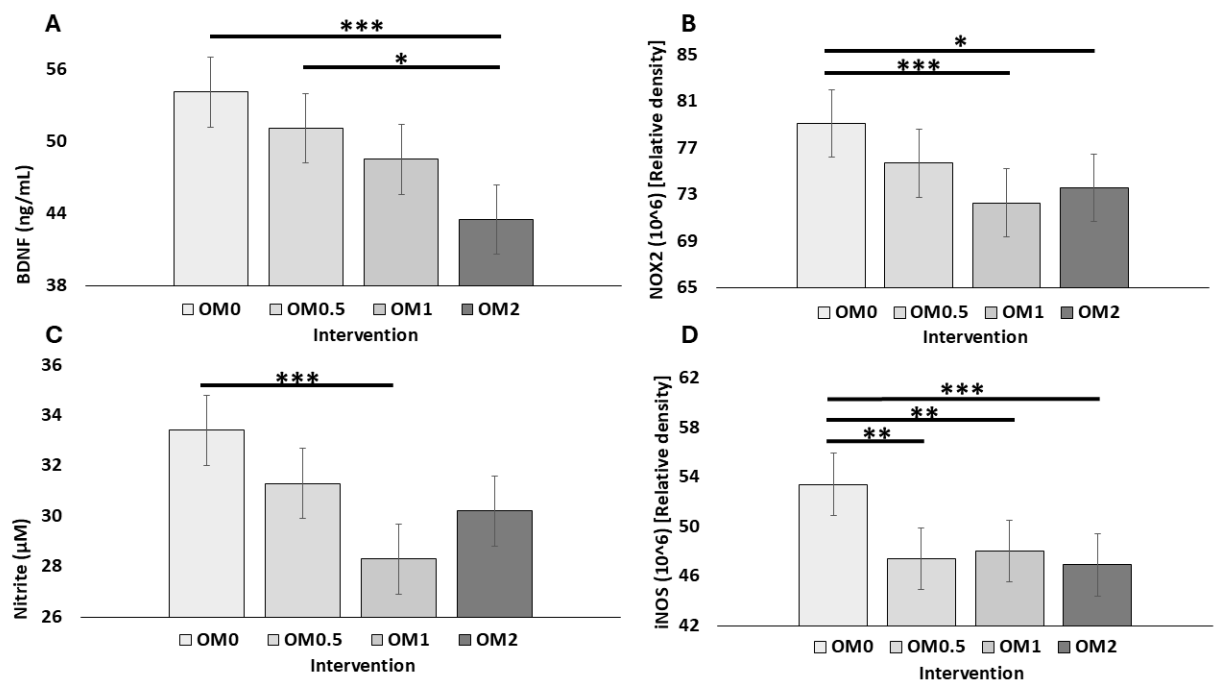 A
***
*
56
50
44
38
BDNF (ng/mL)
OM0 OM0.5 OM1 OM2
Intervention
B
*
***
85
81
77
73
69
65
NOX2 (10^6) [Relative density]
OM0 OM0.5 OM1 OM2
Intervention
C
***
36
34
32
30
28
26
Nitrite (µM)
OM0 OM0.5 OM1 OM2
Intervention
D
***
**
**
62
58
54
50
46
42
iNOS (10^6) [Relative density]
OM0 OM0.5 OM1 OM2
Intervention